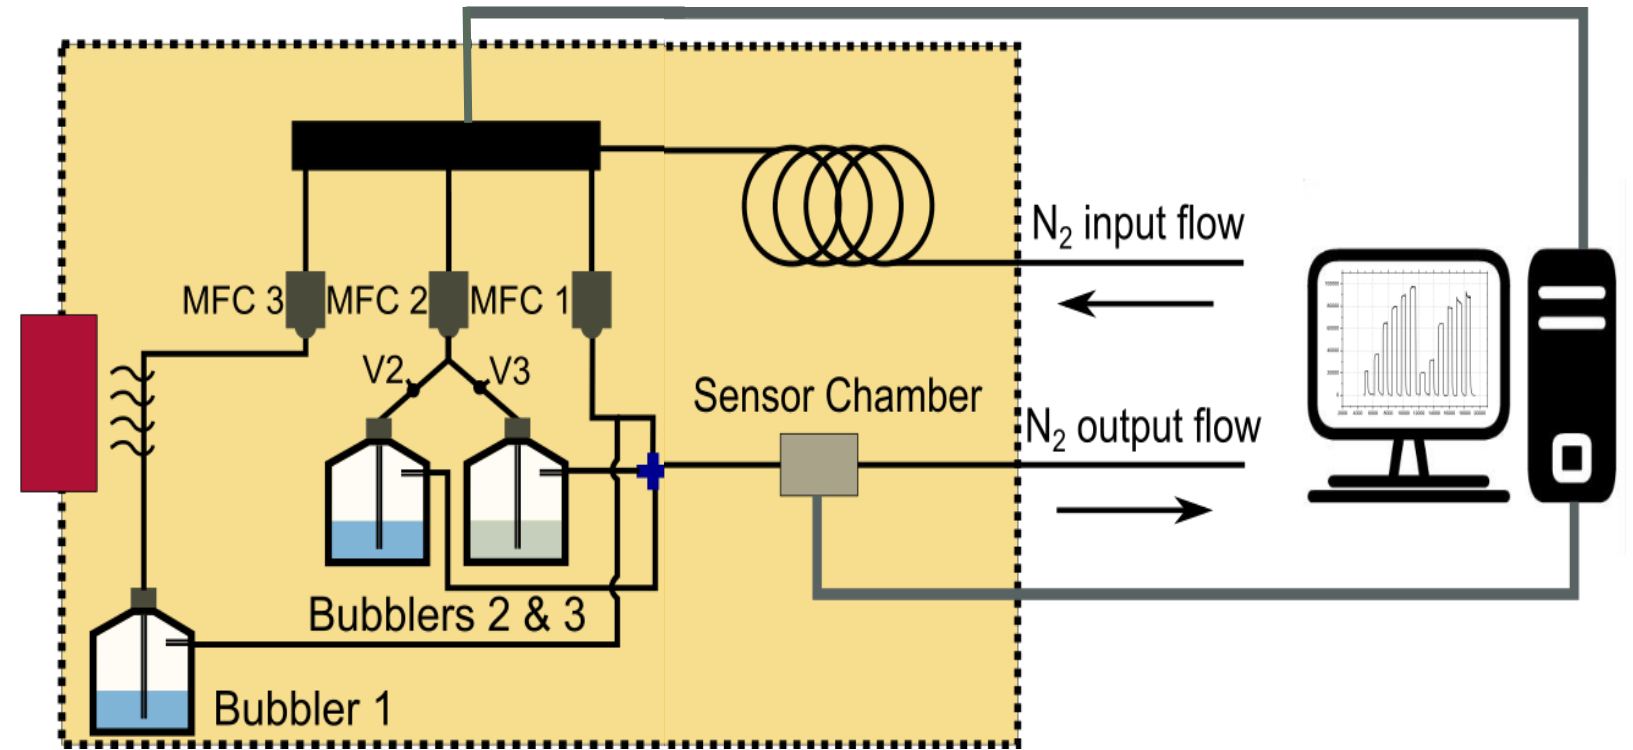 N₂ input flow
MFC 3
MFC 2
MFC 1
V2
V3
Sensor Chamber
N₂ output flow
Bubblers 2 & 3
Bubbler 1